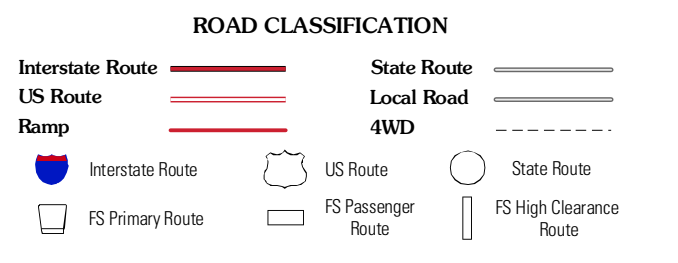 ROAD CLASSIFICATION
Interstate Route
State Route
US Route
Local Road
Ramp
4WD
Interstate Route
US Route
State Route
FS Primary Route
FS Passenger
Route
FS High Clearance
Route